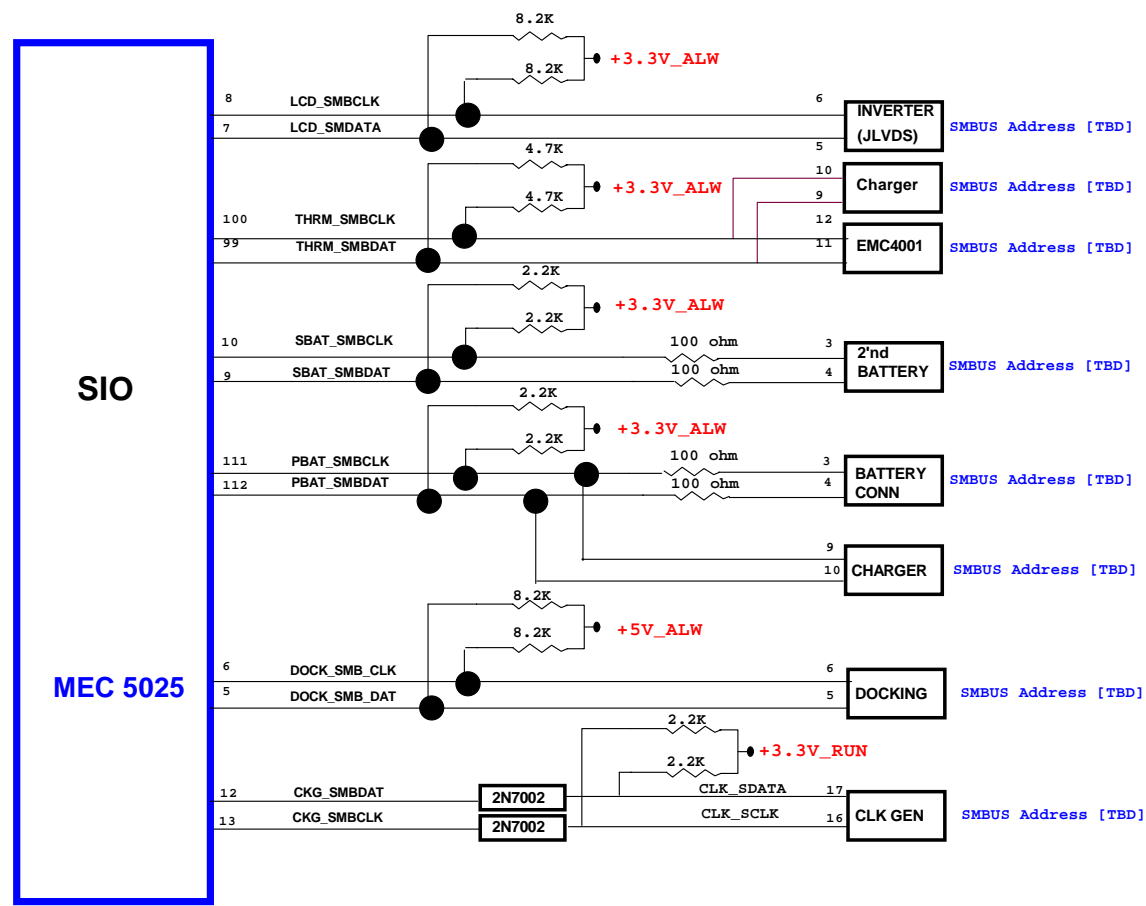 8.2K
+3.3V_ALW
8.2K
8 LCD_SMBCLK 6
INVERTER
(JLVDS)
SMBUS Address [TBD]
7 LCD_SMDATA 5
4.7K
+3.3V_ALW
4.7K
10
Charger
SMBUS Address [TBD]
9
100 THRM_SMBCLK 12
99 THRM_SMBDAT 11
EMC4001
SMBUS Address [TBD]
2.2K
+3.3V_ALW
2.2K
10 SBAT_SMBCLK 100 ohm 3
2'nd
BATTERY
SMBUS Address [TBD]
9 SBAT_SMBDAT 100 ohm 4
SIO
2.2K
+3.3V_ALW
2.2K
111 PBAT_SMBCLK 100 ohm 3
BATTERY
CONN
SMBUS Address [TBD]
112 PBAT_SMBDAT 100 ohm 4
9
10
CHARGER
SMBUS Address [TBD]
8.2K
+5V_ALW
8.2K
MEC 5025
6 DOCK_SMB_CLK 6
5 DOCK_SMB_DAT 5
DOCKING
SMBUS Address [TBD]
2.2K
+3.3V_RUN
2.2K
12 CKG_SMBDAT 2N7002 CLK_SDATA 17
13 CKG_SMBCLK 2N7002 CLK_SCLK 16
CLK GEN
SMBUS Address [TBD]